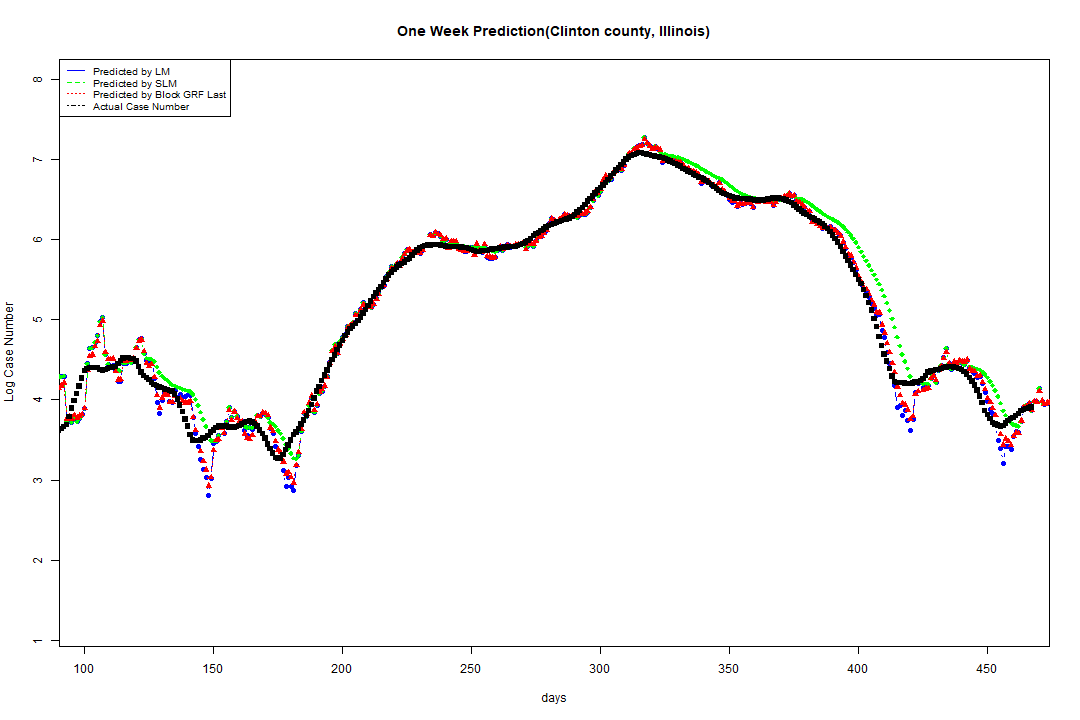 One Week Prediction(Clinton county, Illinois)
Predicted by LM
Predicted by SLM
Predicted by Block GRF Last
Actual Case Number
8
7
6
5
4
3
2
1
Log Case Number
100 150 200 250 300 350 400 450
days